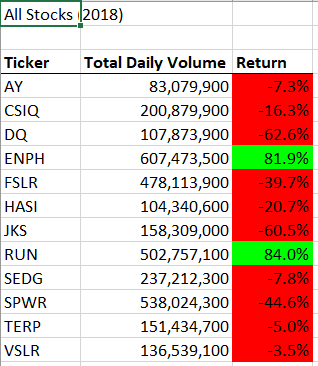 All Stocks (2018)
Ticker Total Daily Volume Return
AY 83,079,900 -7.3%
CSIQ 200,879,900 -16.3%
DQ 107,873,900 -62.6%
ENPH 607,473,500 81.9%
FSLR 478,113,900 -39.7%
HASI 104,340,600 -20.7%
JKS 158,309,000 -60.5%
RUN 502,757,100 84.0%
SEDG 237,212,300 -7.8%
SPWR 538,024,300 -44.6%
TERP 151,434,700 -5.0%
VSLR 136,539,100 -3.5%